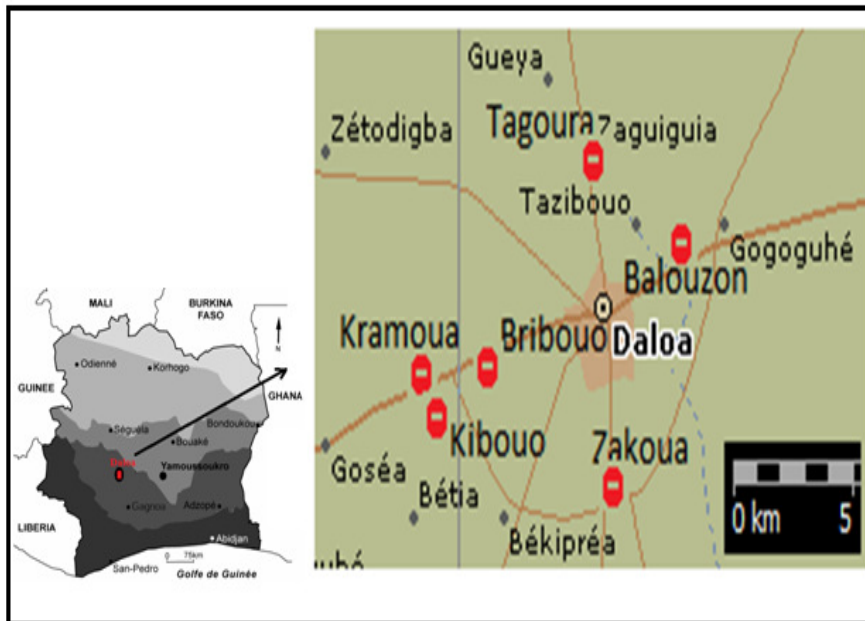 MALI
BURKINA
FASO
N
Odienné
Korhogo
GUINEE
GHANA
Bondoukou
Séguéla
Bouaké
Yamoussoukro
Gagnoa
Adzopé
LIBERIA
Abidjan
0 75km
San-Pedro
Golfe de Guinée
Gueya
Zétodigba
Tagoura
Zaguiguia
Tazibouo
Gogoguhé
Balouzon
Kramoua
Bribouo
Daloa
Kibouo
Zakoua
Goséa
Bétia
Békipréa
0 km 5